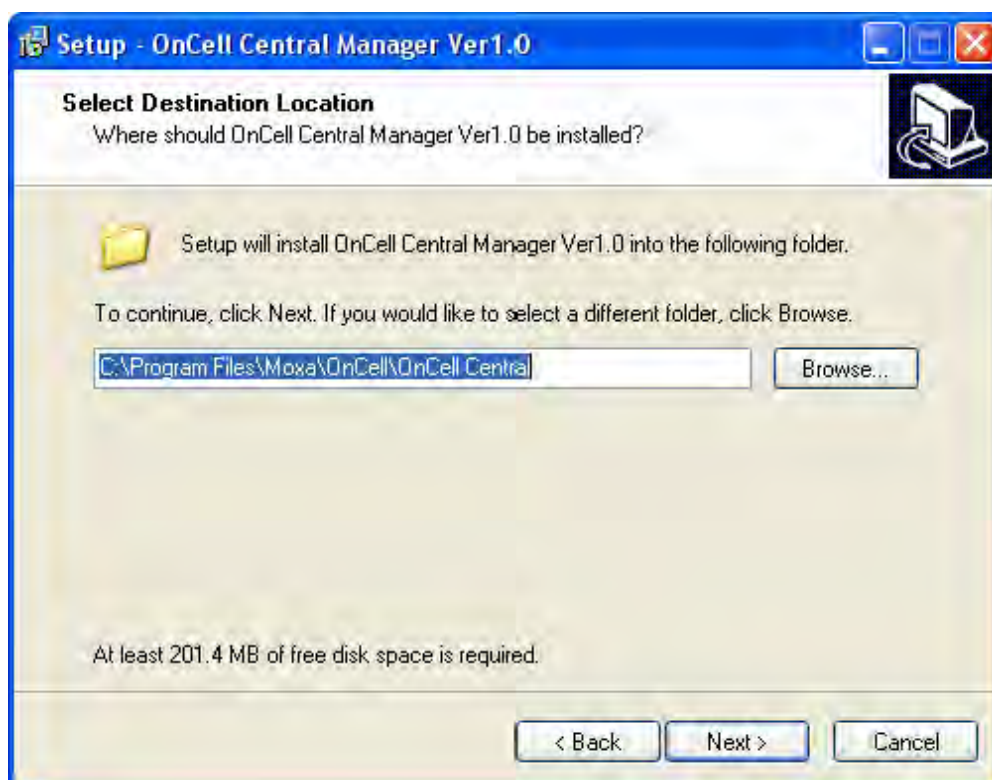 Setup - OnCell Central Manager Ver1.0
Select Destination Location
Where should OnCell Central Manager Ver1.0 be installed?
Setup will install OnCell Central Manager Ver1.0 into the following folder.
To continue, click Next. If you would like to select a different folder, click Browse.
C:\Program Files\Moxa\OnCell\OnCell Central
Browse...
At least 201.4 MB of free disk space is required.
< Back
Next >
Cancel